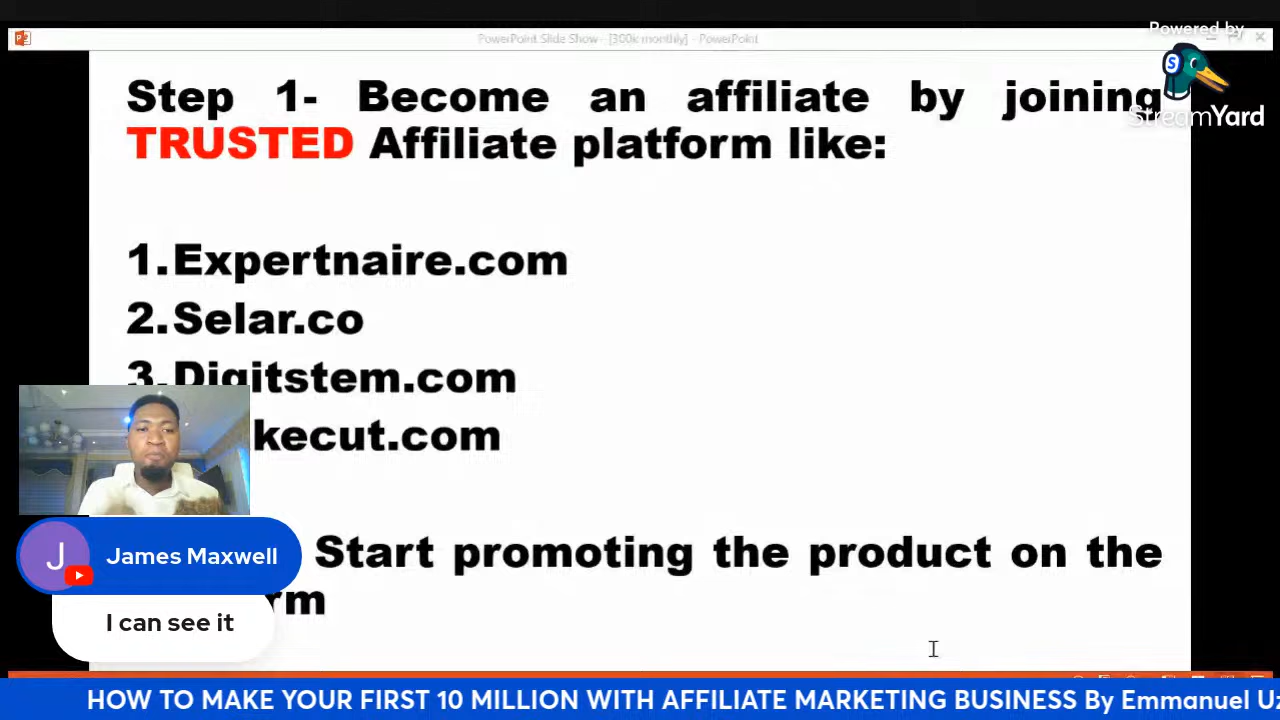 Powered by
StreamYard
PowerPoint Slide Show - [300k monthly] - PowerPoint
Step 1- Become an affiliate by joining
TRUSTED Affiliate platform like:
1.Expertnaire.com
2.Selar.co
3.Digitstem.com
kecut.com
Start promoting the product on the
rm
J James Maxwell
I can see it
HOW TO MAKE YOUR FIRST 10 MILLION WITH AFFILIATE MARKETING BUSINESS By Emmanuel Uz